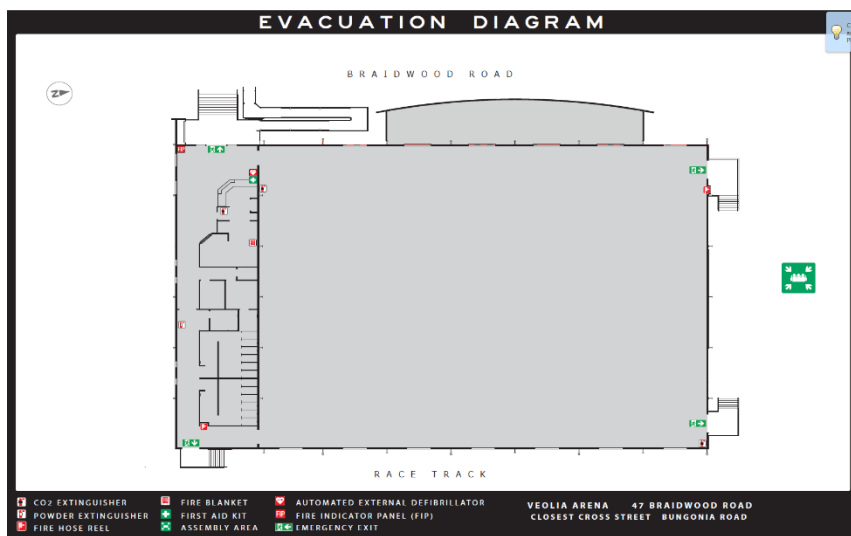 EVACUATION DIAGRAM
BRAIDWOOD ROAD
Z
FIP
RACE TRACK
CO2 EXTINGUISHER
POWDER EXTINGUISHER
FIRE HOSE REEL
FIRE BLANKET
FIRST AID KIT
ASSEMBLY AREA
AUTOMATED EXTERNAL DEFIBRILLATOR
FIP FIRE INDICATOR PANEL (FIP)
EMERGENCY EXIT
VEOLIA ARENA 47 BRAIDWOOD ROAD
CLOSEST CROSS STREET BUNGONIA ROAD